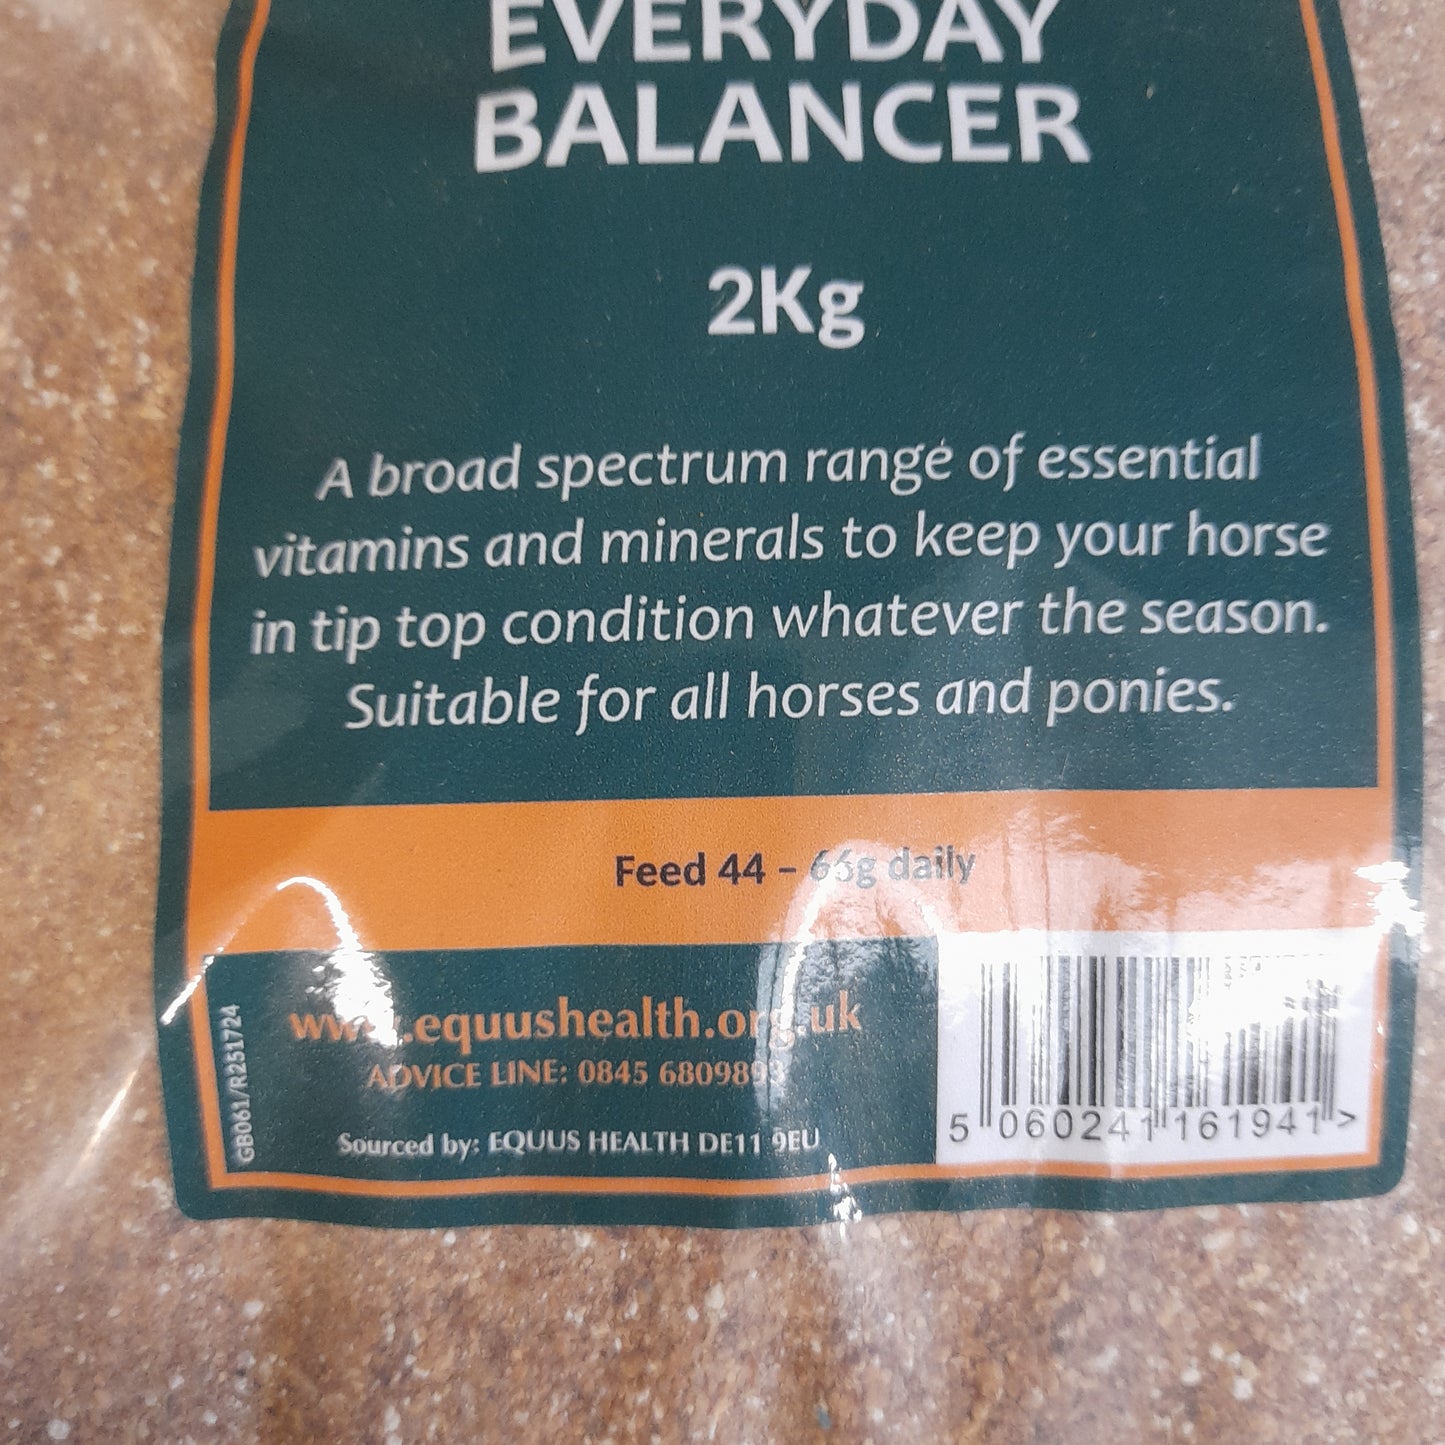 EVERYDAY
BALANCER
2Kg
A broad spectrum range of essential
vitamins and minerals to keep your horse
in tip top condition whatever the season.
Suitable for all horses and ponies.
Feed 44 – 66g daily
www.equushealth.org.uk
ADVICE LINE: 0845 6809893
Sourced by: EQUUS HEALTH DE11 9EU
GB061/R251724
5 060241 161941 >